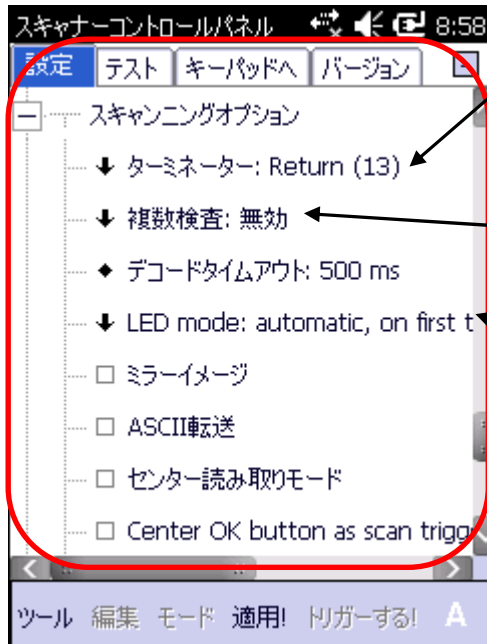 スキャナーコントロールパネル 8:58
設定 テスト キーパッドへ バージョン
スキャンニングオプション
ターミネーター: Return (13)
複数検査: 無効
デコードタイムアウト: 500 ms
LED mode: automatic, on first t
ミラーイメージ
ASCII転送
センター読み取りモード
Center OK button as scan trigg
ツール 編集 モード 適用! トリガーする! A